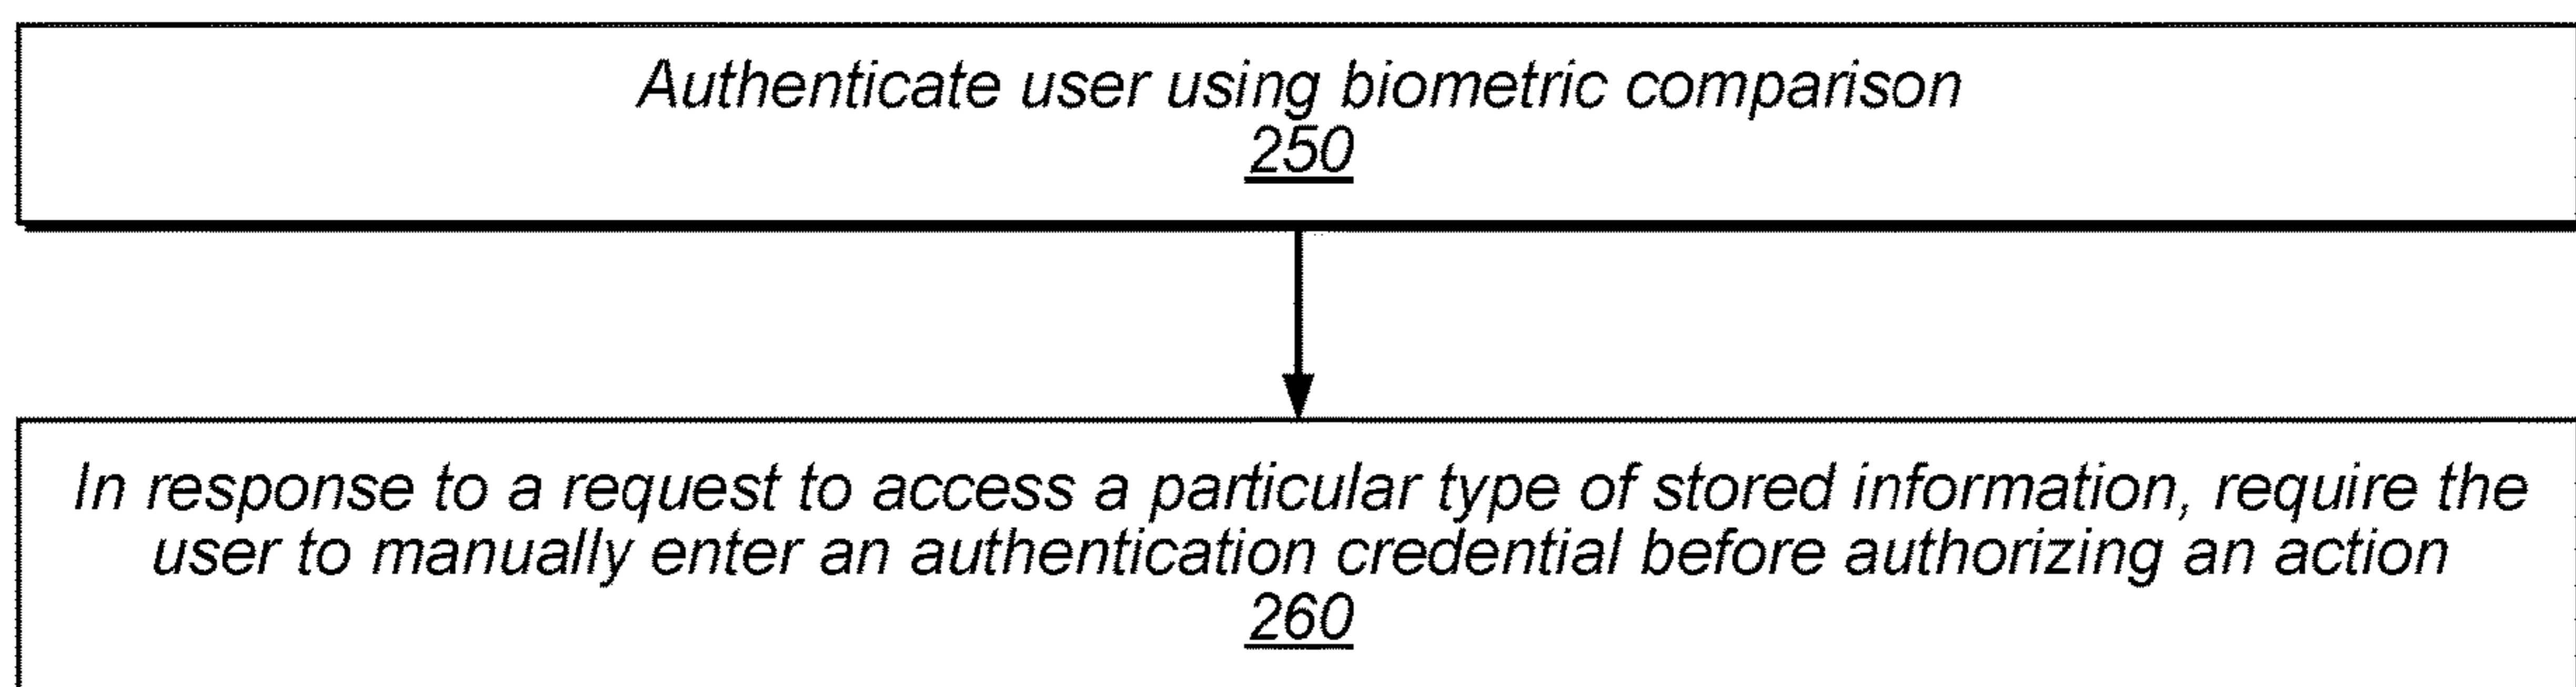 Authenticate user using biometric comparison
250
In response to a request to access a particular type of stored information, require the
user to manually enter an authentication credential before authorizing an action
260